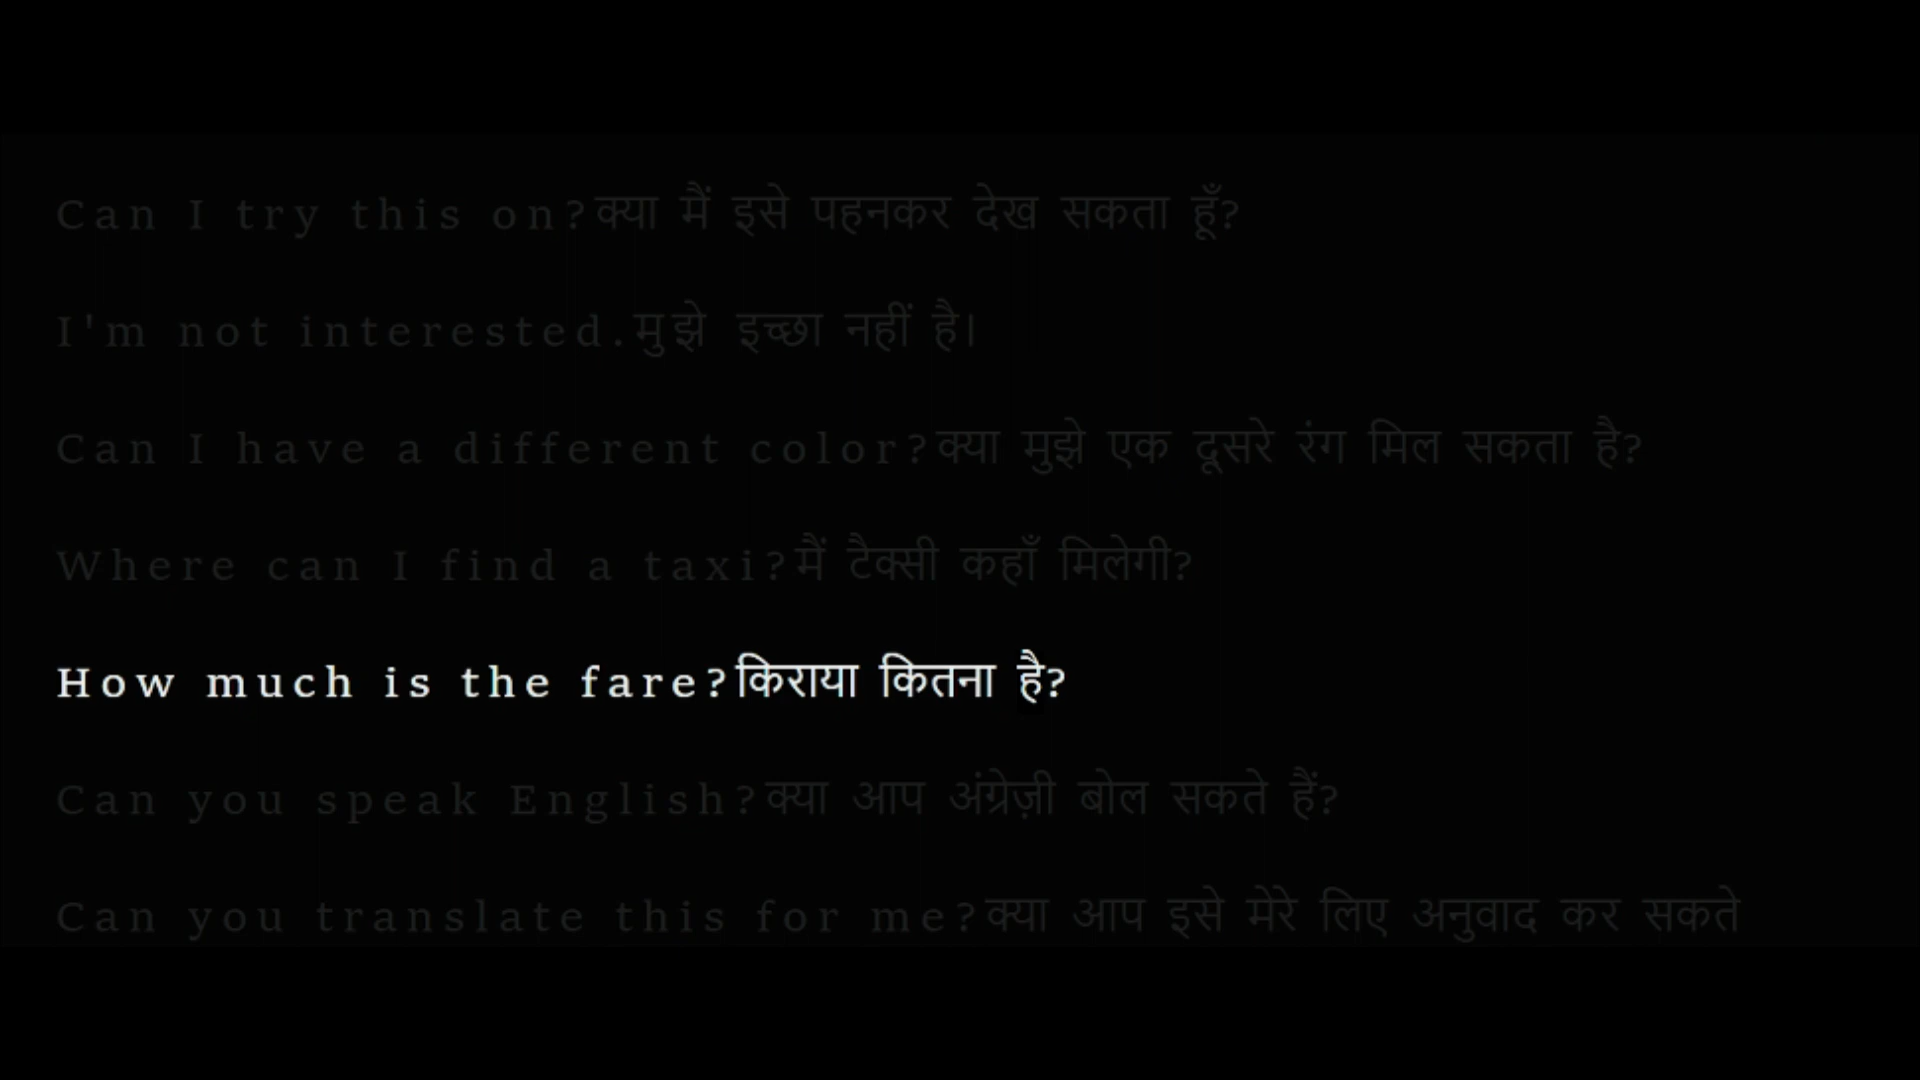 Can I try this on?क्या मैं इसे पहनकर देख सकता हूँ?
I'm not interested.मुझे इच्छा नहीं है।
Can I have a different color?क्या मुझे एक दूसरे रंग मिल सकता है?
Where can I find a taxi?मैं टैक्सी कहाँ मिलेगी?
How much is the fare?किराया कितना है?
Can you speak English?क्या आप अंग्रेज़ी बोल सकते हैं?
Can you translate this for me?क्या आप इसे मेरे लिए अनुवाद कर सकते